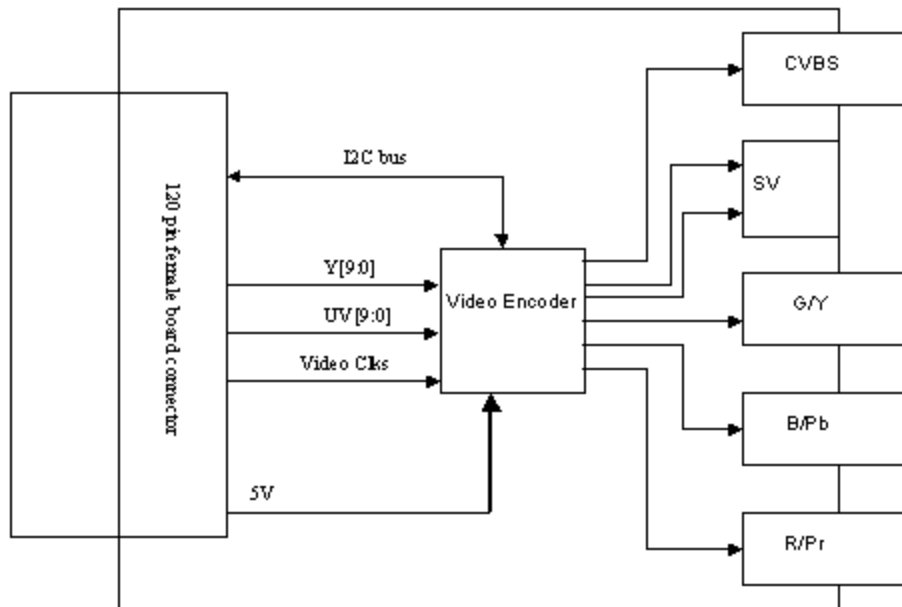 CVBS
I2C bus
SV
120 pin female board connector
Y[9:0]
Video Encoder
G/Y
UV[9:0]
Video Clks
B/Pb
5V
R/Pr